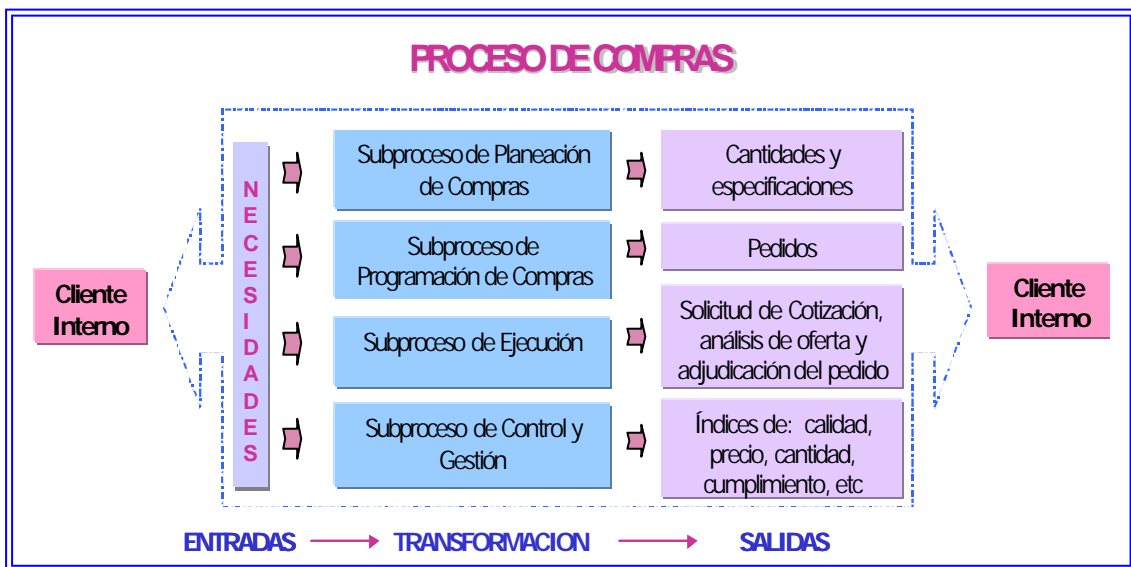 PROCESO DE COMPRAS
Cliente
Interno
NECESIDADES
Subproceso de Planeación
de Compras
Cantidades y
especificaciones
Subproceso de
Programación de Compras
Pedidos
Subproceso de Ejecución
Solicitud de Cotización,
análisis de oferta y
adjudicación del pedido
Subproceso de Control y
Gestión
Índices de: calidad,
precio, cantidad,
cumplimiento, etc
Cliente
Interno
ENTRADAS TRANSFORMACION SALIDAS